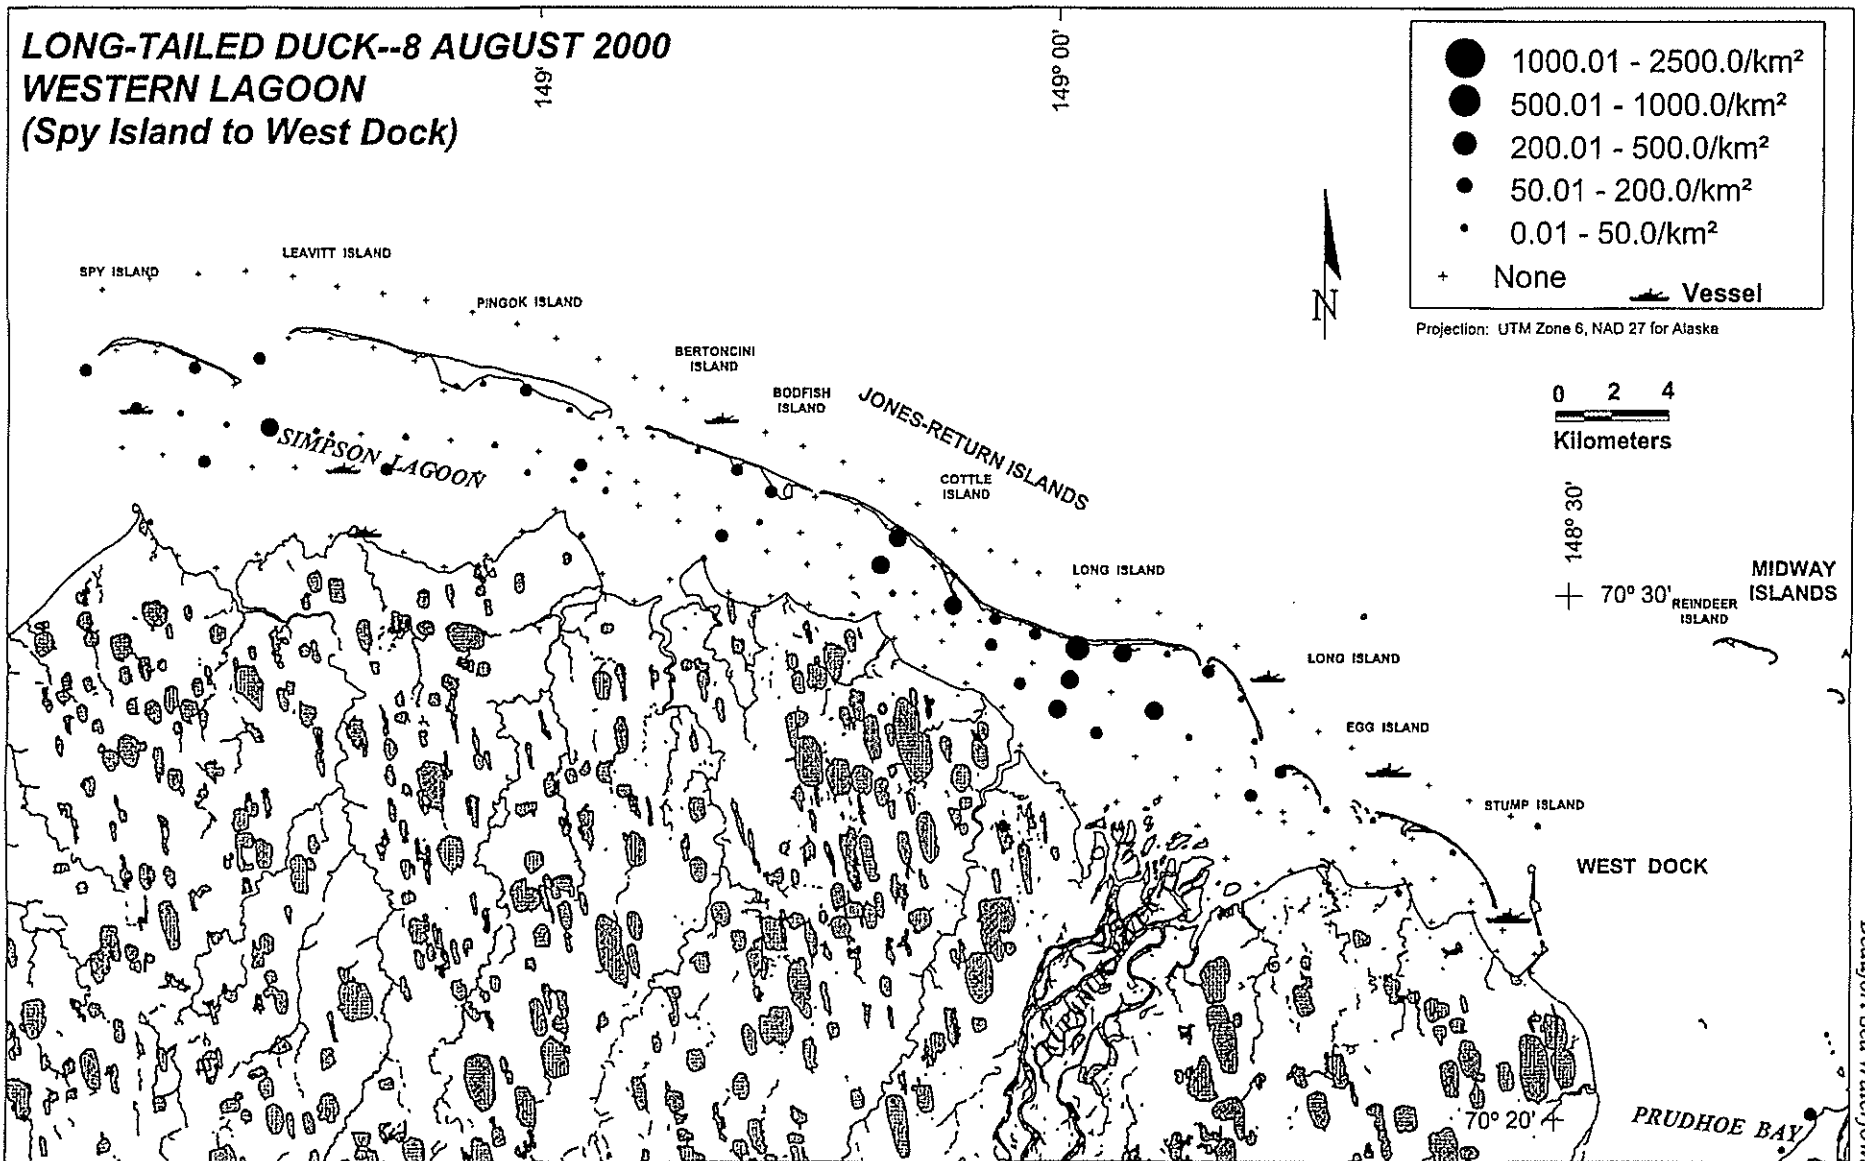 LONG-TAILED DUCK--8 AUGUST 2000
WESTERN LAGOON
(Spy Island to West Dock)
149'
149° 00'
1000.01 - 2500.0/km²
500.01 - 1000.0/km²
200.01 - 500.0/km²
50.01 - 200.0/km²
0.01 - 50.0/km²
None
Vessel
Projection: UTM Zone 6, NAD 27 for Alaska
N
0 2 4
Kilometers
SPY ISLAND
LEAVITT ISLAND
PINGOK ISLAND
BERTONCINI
ISLAND
BODFISH
ISLAND
JONES-RETURN ISLANDS
SIMPSON LAGOON
COTTLE
ISLAND
LONG ISLAND
148° 30'
70° 30'
MIDWAY
ISLANDS
REINDEER
ISLAND
LONG ISLAND
EGG ISLAND
STUMP ISLAND
WEST DOCK
70° 20'
PRUDHOE BAY